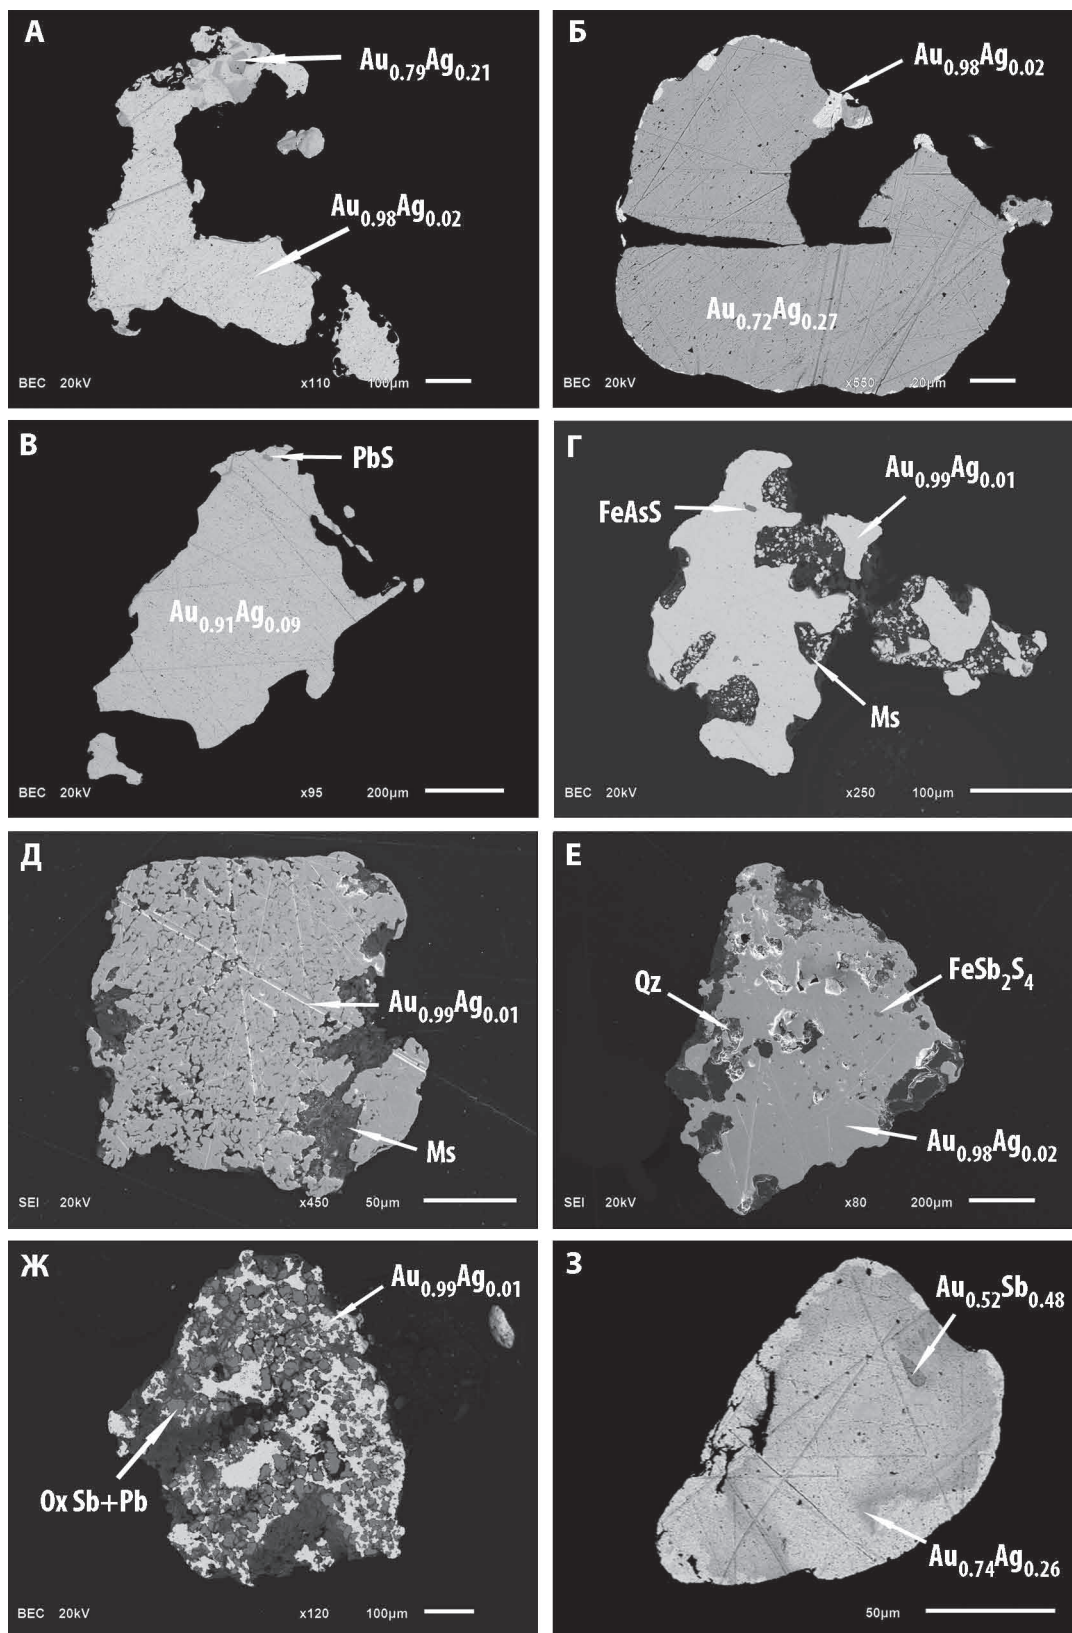 А
Au0.79Ag0.21
Au0.98Ag0.02
BEC 20kV x110 100µm
Б
Au0.98Ag0.02
Au0.72Ag0.27
BEC 20kV x550 20µm
В
PbS
Au0.91Ag0.09
BEC 20kV x95 200µm
Г
Au0.99Ag0.01
FeAsS
Ms
BEC 20kV x250 100µm
Д
Au0.99Ag0.01
Ms
SEI 20kV x450 50µm
Е
FeSb2S4
Qz
Au0.98Ag0.02
SEI 20kV x80 200µm
Ж
Au0.99Ag0.01
Ox Sb+Pb
BEC 20kV x120 100µm
З
Au0.52Sb0.48
Au0.74Ag0.26
50µm